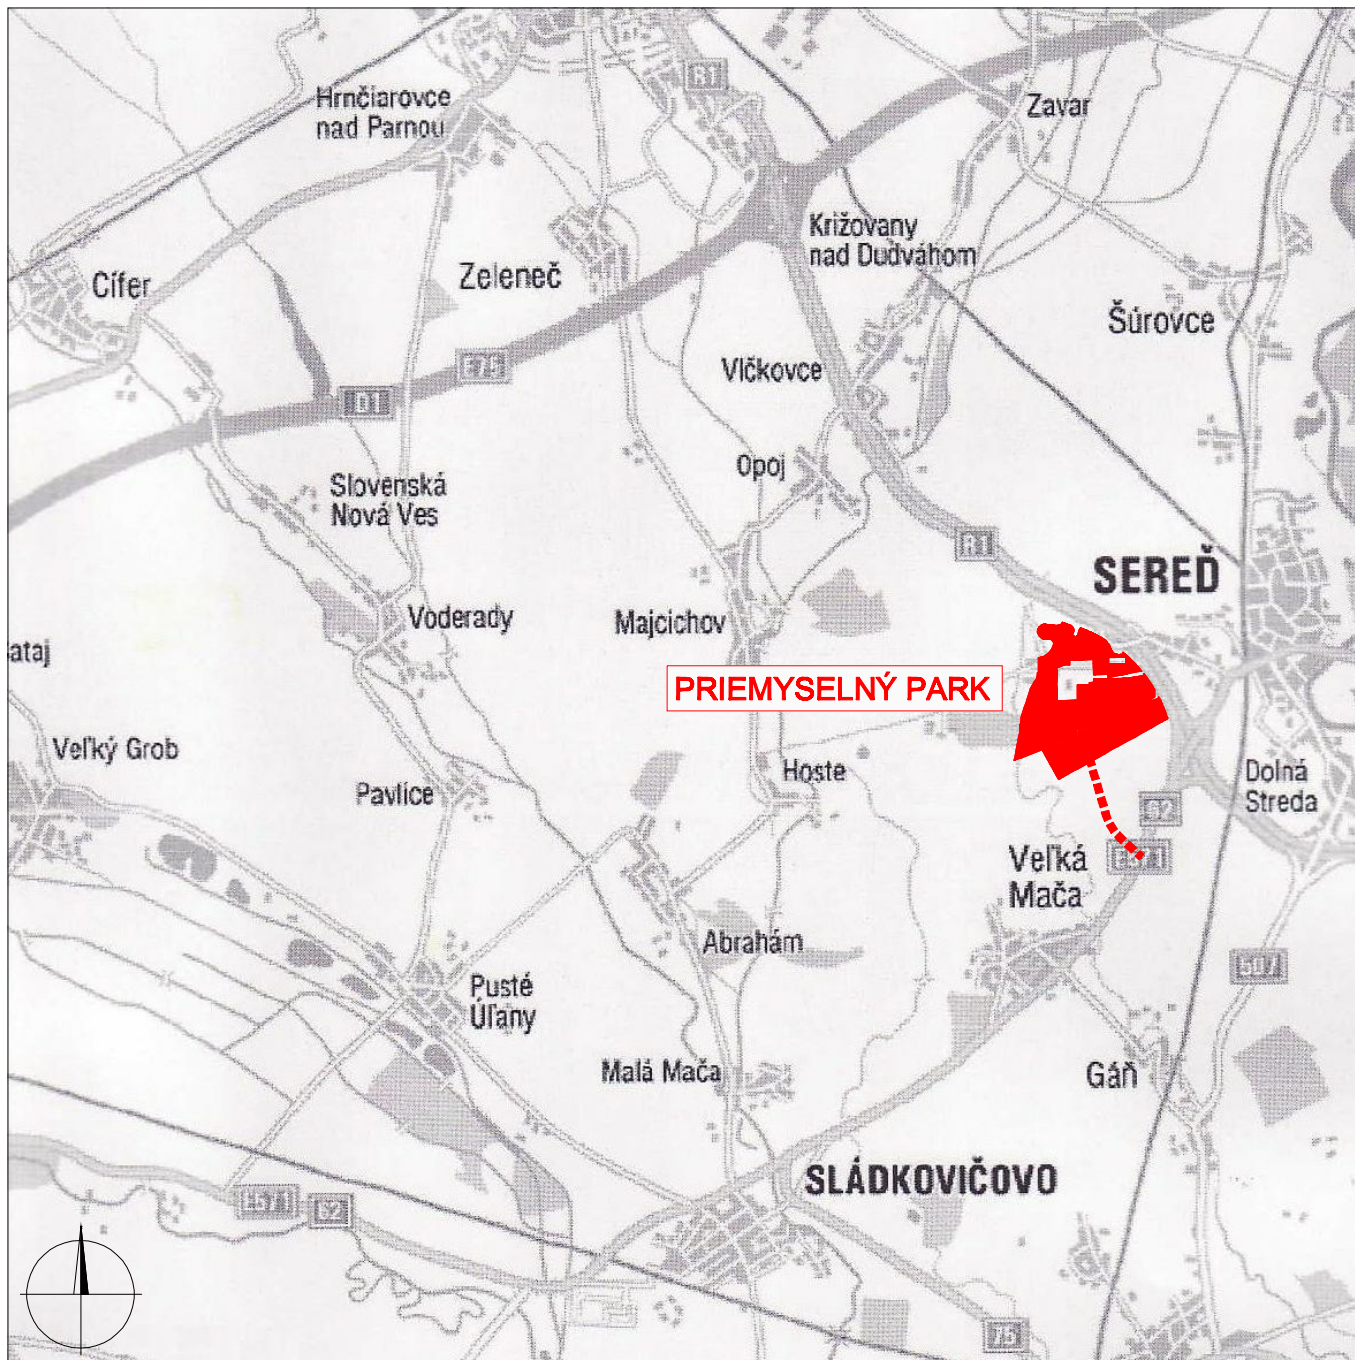 R1
Hrnčiarovce
nad Parnou
Zavar
Križovany
nad Dudváhom
Cífer
Zeleneč
Šúrovce
E75
Vlčkovce
D1
Opoj
Slovenská
Nová Ves
R1
SEREĎ
Voderady
Majcichov
ataj
PRIEMYSELNÝ PARK
Veľký Grob
Hoste
Dolná
Streda
Pavlice
62
Veľká
Mača
Abrahám
507
Pusté
Úľany
Malá Mača
Gáň
SLÁDKOVIČOVO
E571
62
75